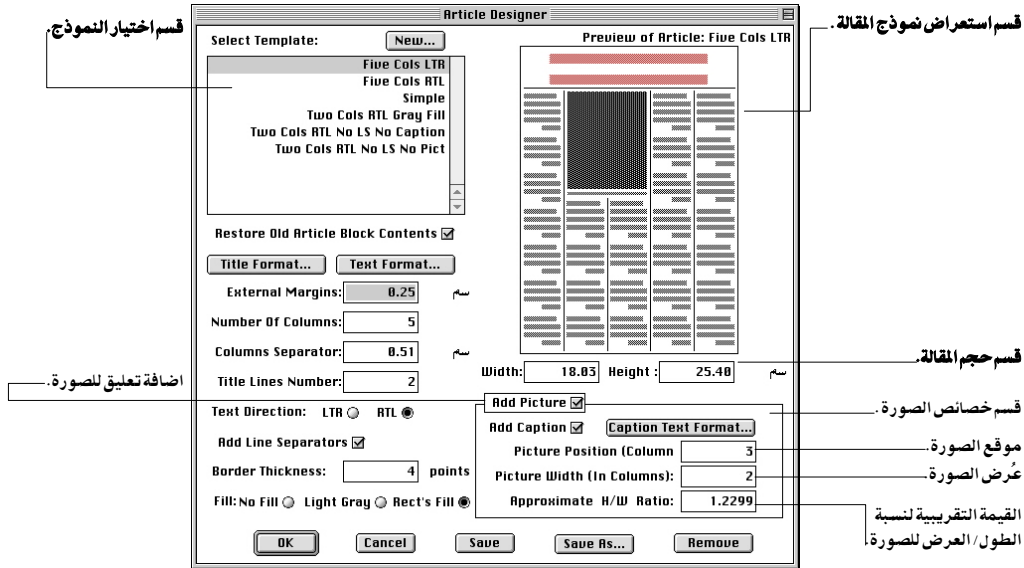 Article Designer
قسم اختيار النموذج.
قسم استعراض نموذج المقالة.
Select Template:
New...
Preview of Article: Five Cols LTR
Five Cols LTR
Five Cols RTL
Simple
Two Cols RTL Gray Fill
Two Cols RTL No LS No Caption
Two Cols RTL No LS No Pict
Restore Old Article Block Contents
Title Format...
Text Format...
External Margins: 0.25 سم
Number Of Columns: 5
Columns Separator: 0.51 سم
Title Lines Number: 2
Text Direction: LTR RTL
Add Line Separators
Border Thickness: 4 points
Fill: No Fill Light Gray Rect's Fill
قسم حجم المقالة.
Width: 18.03 Height : 25.40 سم
اضافة تعليق للصورة.
Add Picture
قسم خصائص الصورة.
Add Caption
Caption Text Format...
Picture Position (Column 3
موقع الصورة.
Picture Width (In Columns): 2
عُرض الصورة
Approximate H/W Ratio: 1.2299
القيمة التقريبية لنسبة
الطول/العرض للصورة.
OK
Cancel
Save
Save As...
Remove